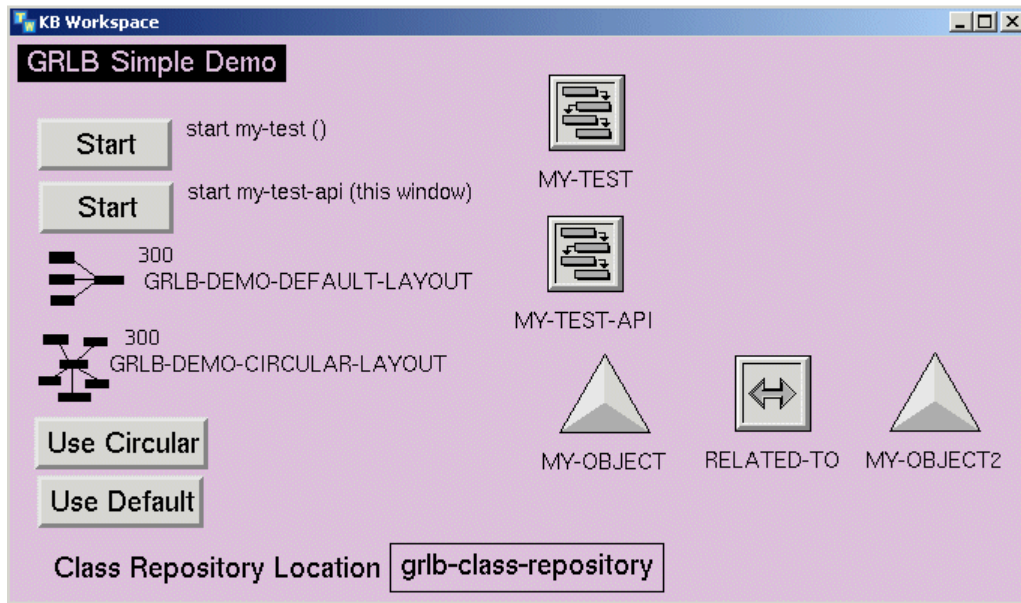 KB Workspace
GRLB Simple Demo
Start
start my-test ()
MY-TEST
Start
start my-test-api (this window)
300
GRLB-DEMO-DEFAULT-LAYOUT
MY-TEST-API
300
GRLB-DEMO-CIRCULAR-LAYOUT
Use Circular
MY-OBJECT
RELATED-TO
MY-OBJECT2
Use Default
Class Repository Location
grlb-class-repository